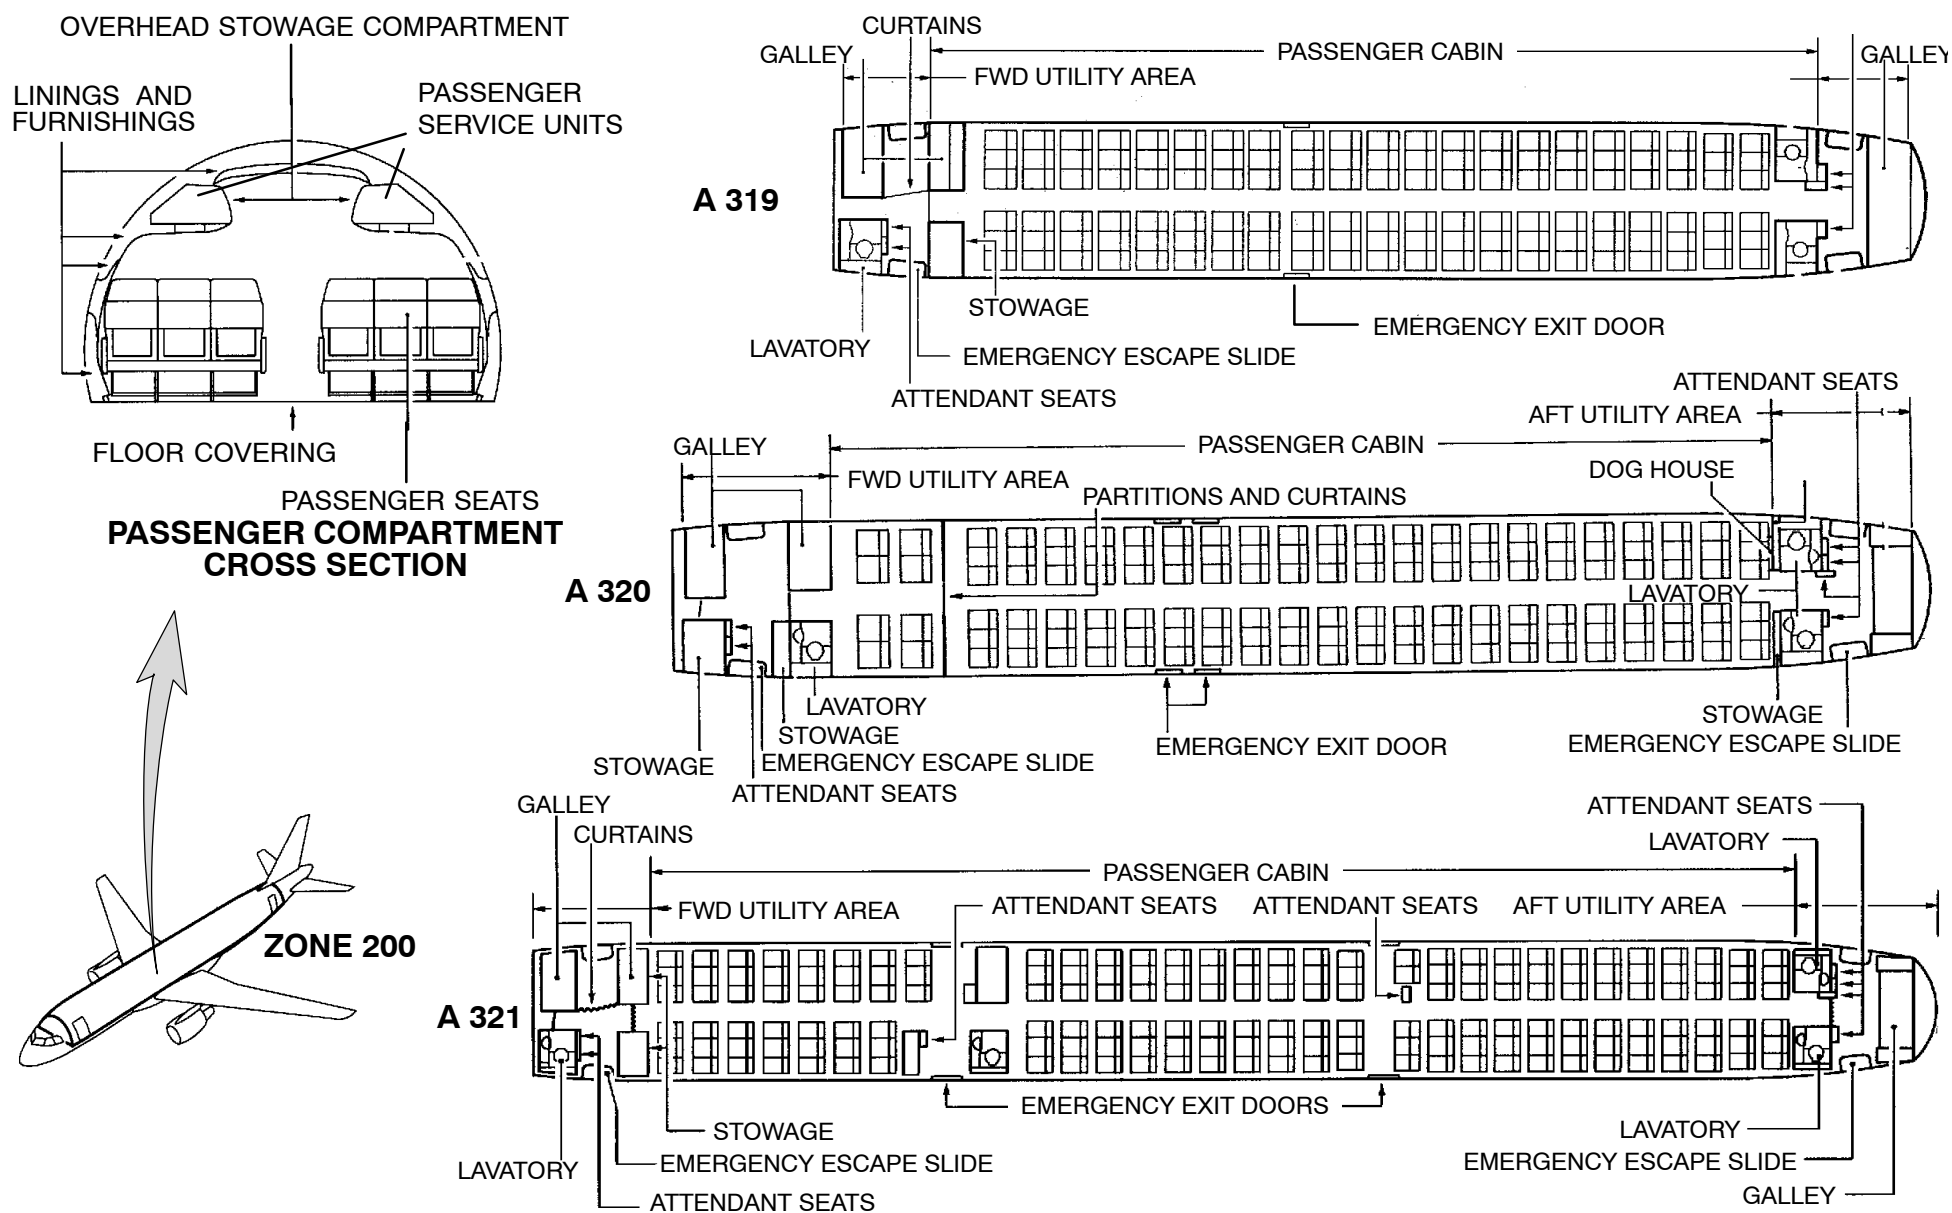 OVERHEAD STOWAGE COMPARTMENT
LININGS AND
FURNISHINGS
PASSENGER
SERVICE UNITS
FLOOR COVERING
PASSENGER SEATS
PASSENGER COMPARTMENT
CROSS SECTION
ZONE 200
CURTAINS
GALLEY
PASSENGER CABIN
GALLEY
FWD UTILITY AREA
A 319
STOWAGE
EMERGENCY EXIT DOOR
LAVATORY
EMERGENCY ESCAPE SLIDE
ATTENDANT SEATS
ATTENDANT SEATS
AFT UTILITY AREA
GALLEY
PASSENGER CABIN
DOG HOUSE
FWD UTILITY AREA
PARTITIONS AND CURTAINS
A 320
LAVATORY
LAVATORY
STOWAGE
STOWAGE
EMERGENCY EXIT DOOR
EMERGENCY ESCAPE SLIDE
EMERGENCY ESCAPE SLIDE
STOWAGE
ATTENDANT SEATS
GALLEY
ATTENDANT SEATS
CURTAINS
LAVATORY
PASSENGER CABIN
FWD UTILITY AREA
ATTENDANT SEATS
ATTENDANT SEATS
AFT UTILITY AREA
A 321
EMERGENCY EXIT DOORS
STOWAGE
LAVATORY
EMERGENCY ESCAPE SLIDE
EMERGENCY ESCAPE SLIDE
LAVATORY
GALLEY
ATTENDANT SEATS